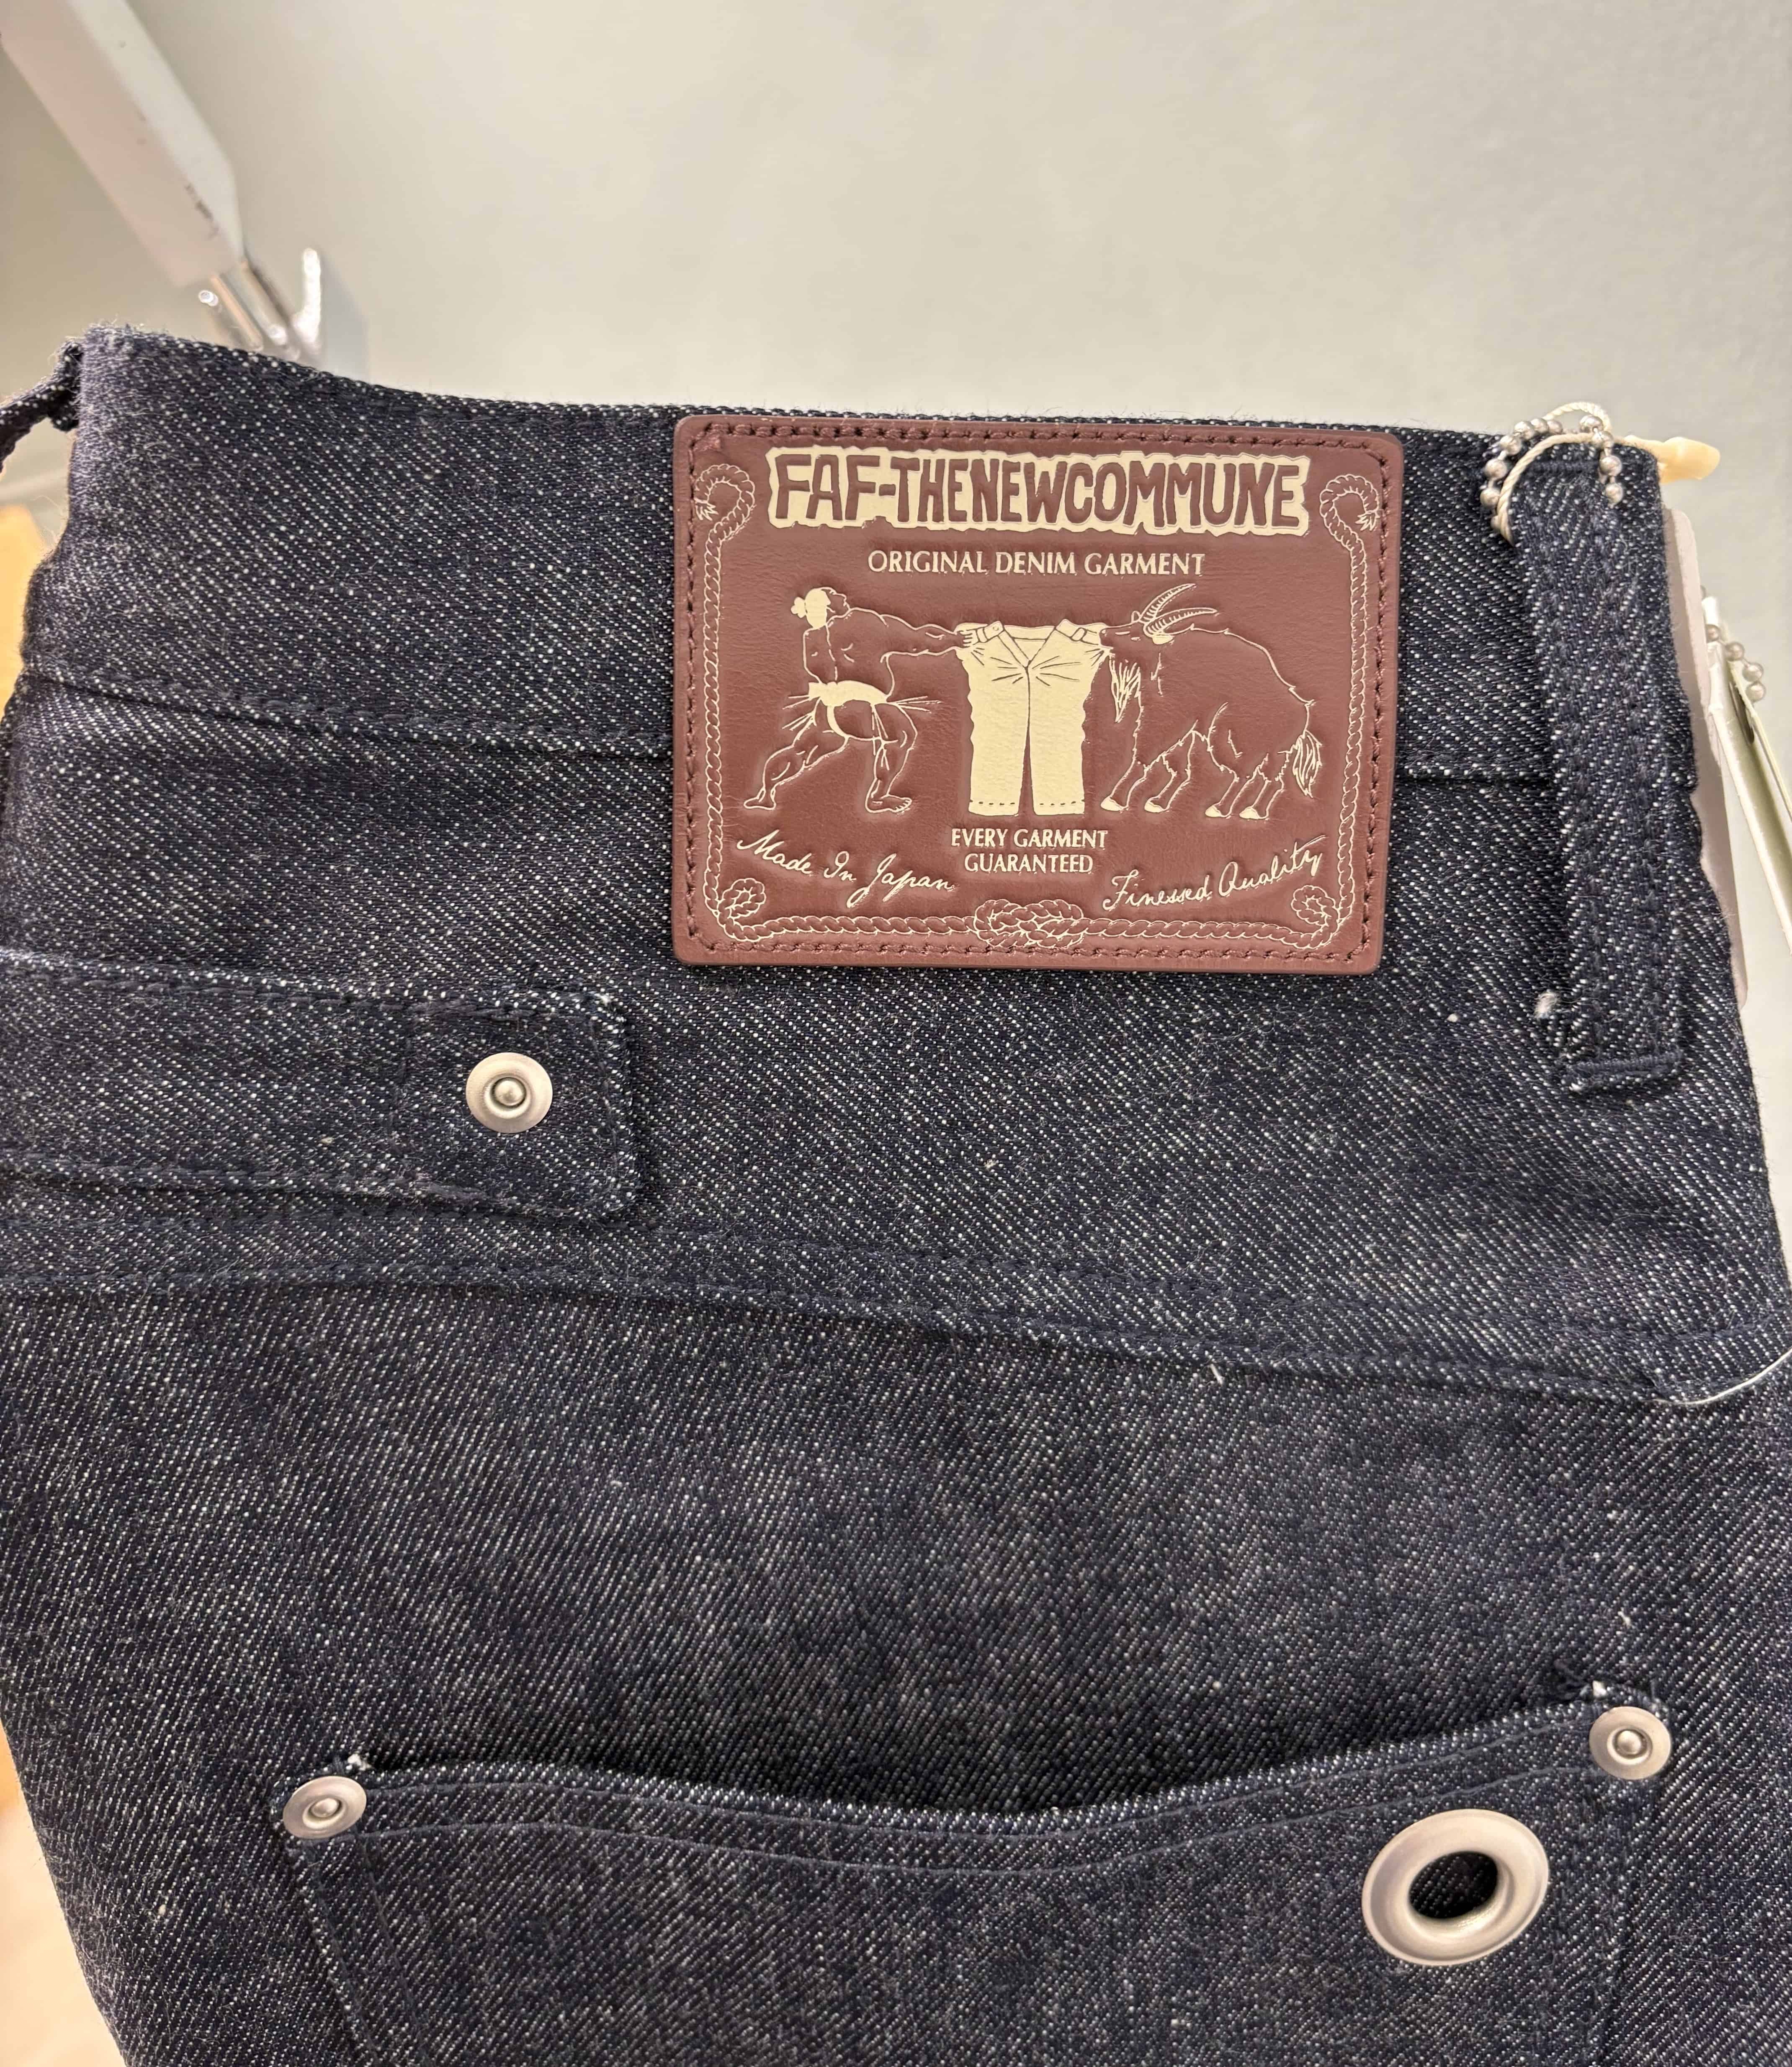 FAF-THENEWCOMMUNE
ORIGINAL DENIM GARMENT
EVERY GARMENT
GUARANTEED
Made In Japan
Finessed Quality